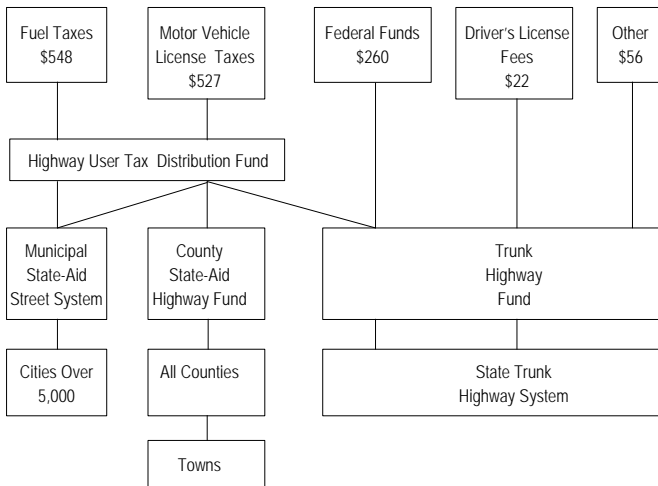 Fuel Taxes
$548
Motor Vehicle
License Taxes
$527
Federal Funds
$260
Driver's License
Fees
$22
Other
$56
Highway User Tax Distribution Fund
Municipal
State-Aid
Street System
County
State-Aid
Highway Fund
Trunk
Highway
Fund
Cities Over
5,000
All Counties
State Trunk
Highway System
Towns